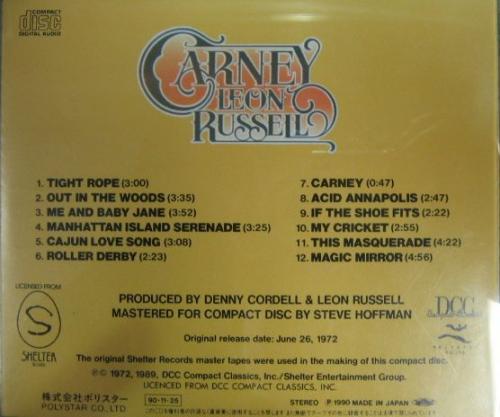 COMPACT
disc
DIGITAL AUDIO
CARNEY
LEON
RUSSELL
1. TIGHT ROPE (3:00)
2. OUT IN THE WOODS (3:35)
3. ME AND BABY JANE (3:52)
4. MANHATTAN ISLAND SERENADE (3:25)
5. CAJUN LOVE SONG (3:08)
6. ROLLER DERBY (2:23)
7. CARNEY (0:47)
8. ACID ANNAPOLIS (2:47)
9. IF THE SHOE FITS (2:22)
10. MY CRICKET (2:55)
11. THIS MASQUERADE (4:22)
12. MAGIC MIRROR (4:56)
LICENSED FROM
S
SHELTER
PRODUCED BY DENNY CORDELL & LEON RUSSELL
MASTERED FOR COMPACT DISC BY STEVE HOFFMAN
DCC
Original release date: June 26, 1972
The original Shelter Records master tapes were used in the making of this compact disc.
Ⓟ© 1972, 1989, DCC Compact Classics, Inc./Shelter Entertainment Group.
LICENCED FROM DCC COMPACT CLASSICS, INC.
株式会社ポリスター
POLYSTAR CO., LTD
90-11-25
STEREO
Ⓟ1990 MADE IN JAPAN